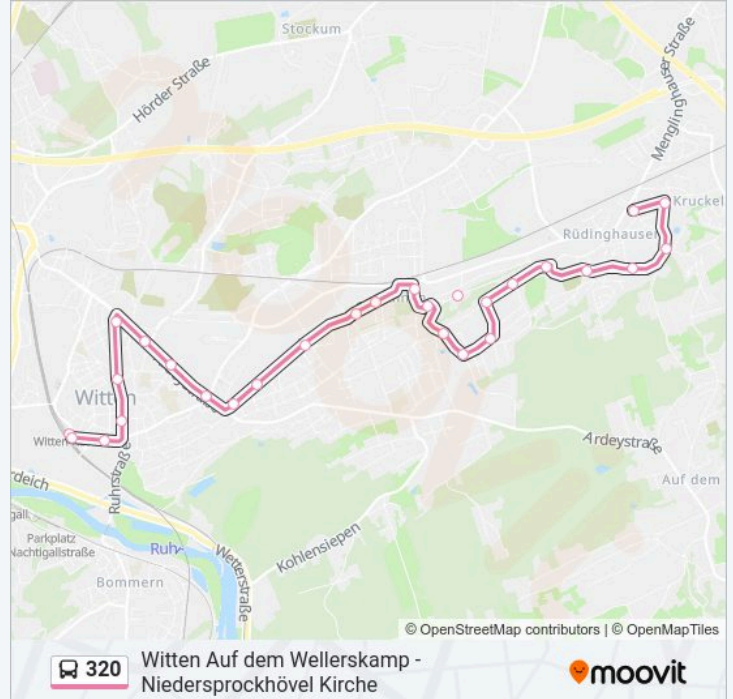 Stockum
Hörder Straße
Menglinghauser Straße
Kruckel
Rüdinghausen
Witten
Witten
Ruhrstraße
Ardeystraße
Auf dem
Parkplatz
Nachtigallstraße
Ruhr
Wetterstraße
Kohlensiepen
Bommern
© OpenStreetMap contributors | © OpenMapTiles
320
Witten Auf dem Wellerskamp -
Niedersprockhövel Kirche
moovit